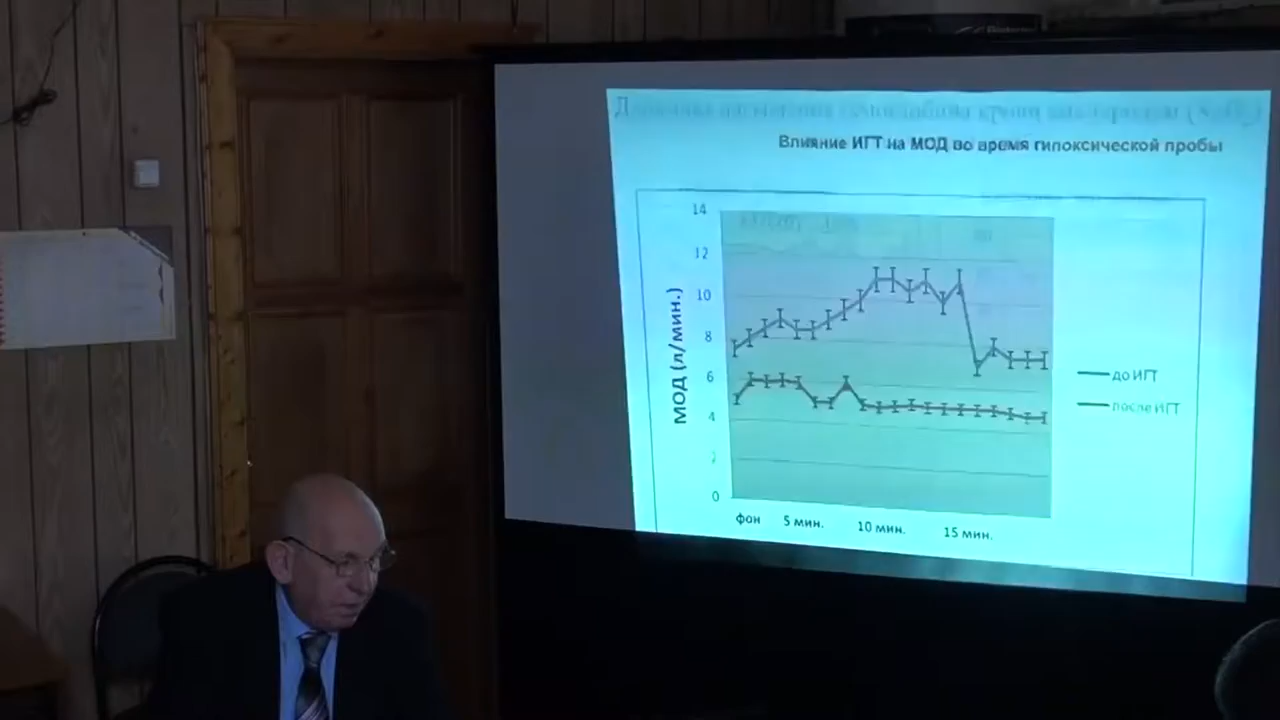 Влияние ИГТ на МОД во время гипоксической пробы
14
12
10
8
6
4
2
0
МОД (л/мин.)
до ИГТ
после ИГТ
фон 5 мин. 10 мин. 15 мин.